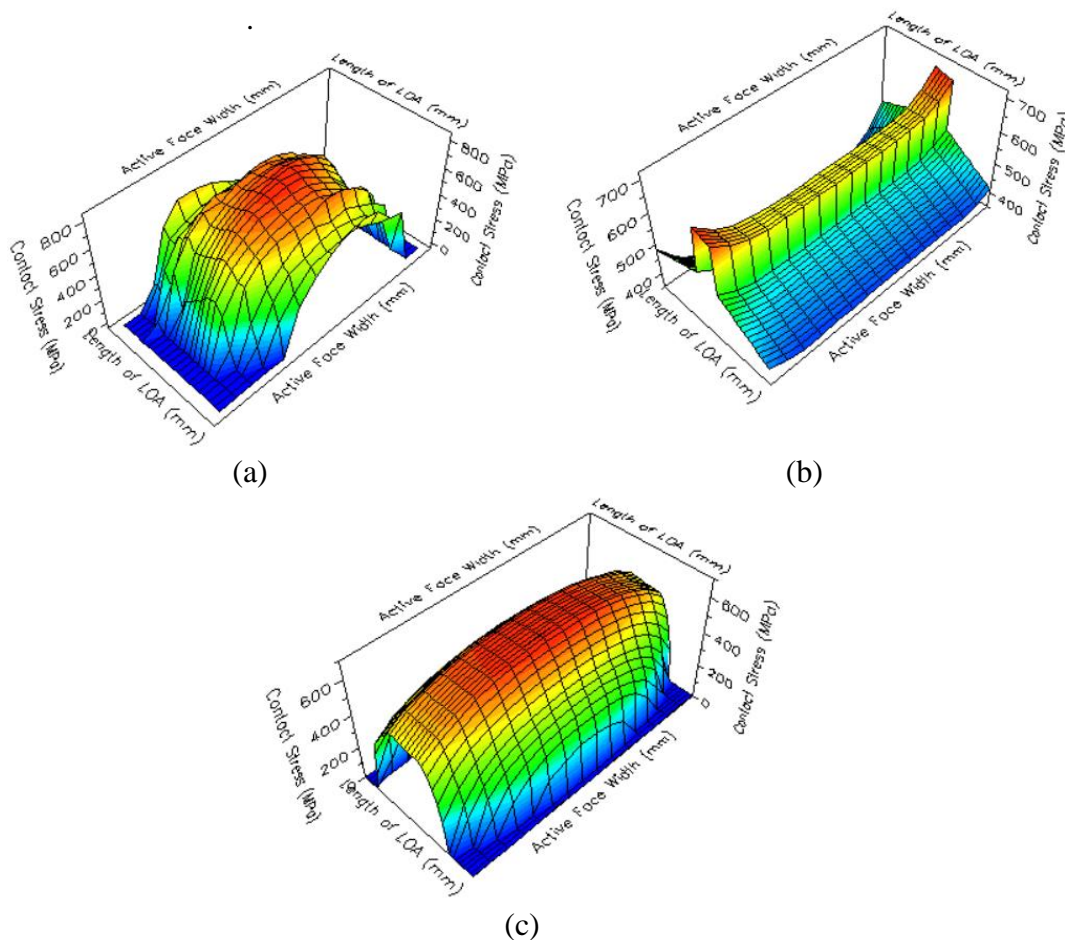 Length of LOA (mm)
Active Face Width (mm)
800
600
400
200
0
Contact Stress (MPa)
800
600
400
200
0
Contact Stress (MPa)
Length of LOA (mm)
Active Face Width (mm)
(a)
Length of LOA (mm)
Active Face Width (mm)
700
600
500
400
Contact Stress (MPa)
700
600
500
400
Contact Stress (MPa)
Length of LOA (mm)
Active Face Width (mm)
(b)
Length of LOA (mm)
Active Face Width (mm)
600
400
200
0
Contact Stress (MPa)
600
400
200
Contact Stress (MPa)
Length of LOA (mm)
Active Face Width (mm)
(c)